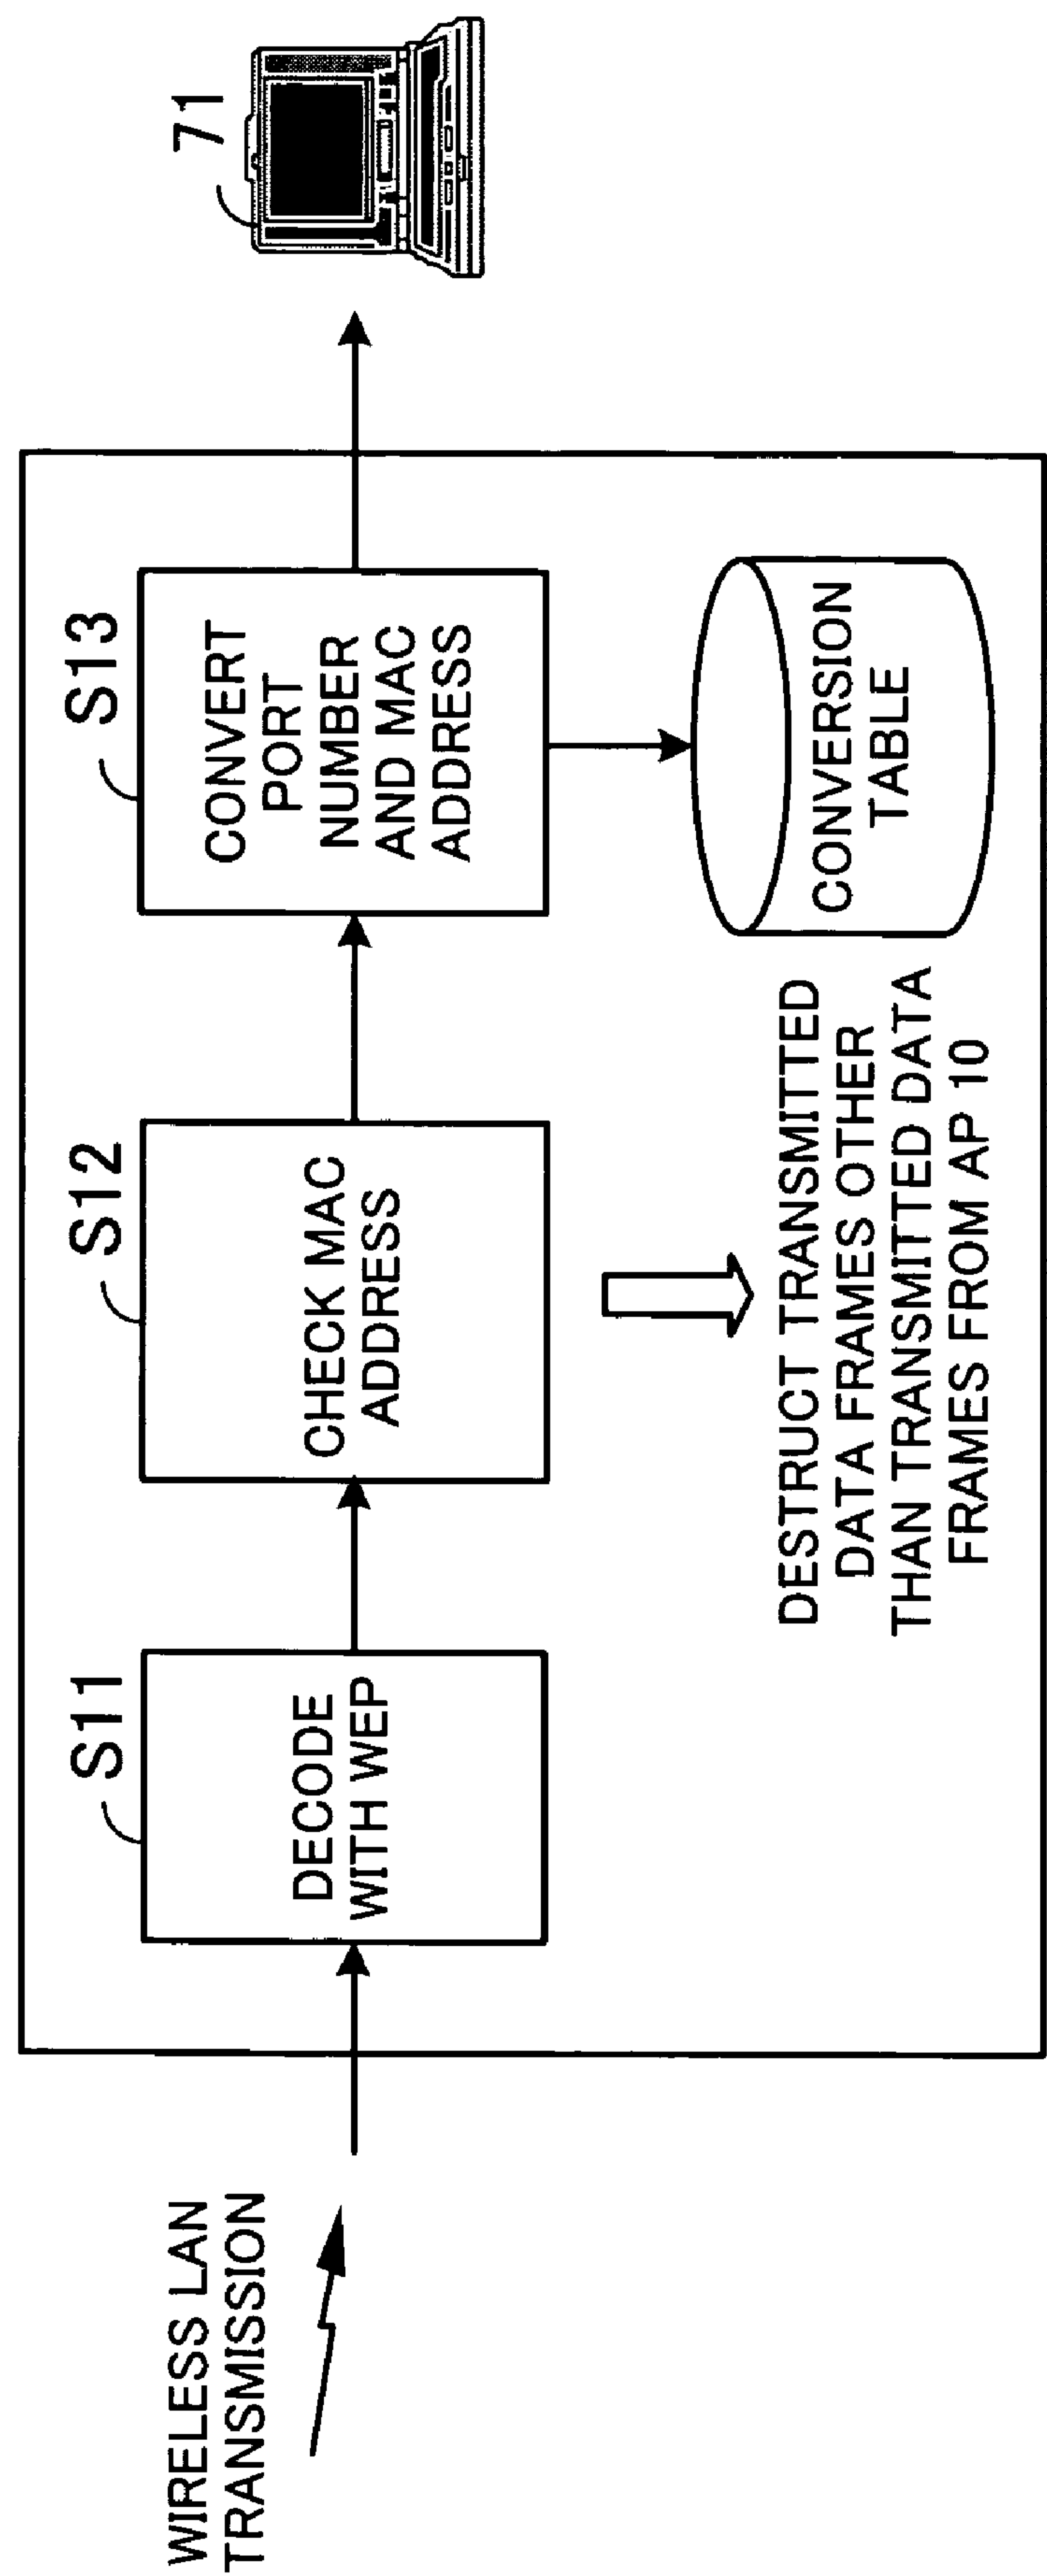 WIRELESS LAN
TRANSMISSION
S11
DECODE
WITH WEP
S12
CHECK MAC
ADDRESS
DESTRUCT TRANSMITTED
DATA FRAMES OTHER
THAN TRANSMITTED DATA
FRAMES FROM AP 10
S13
CONVERT
PORT
NUMBER
AND MAC
ADDRESS
CONVERSION
TABLE
71